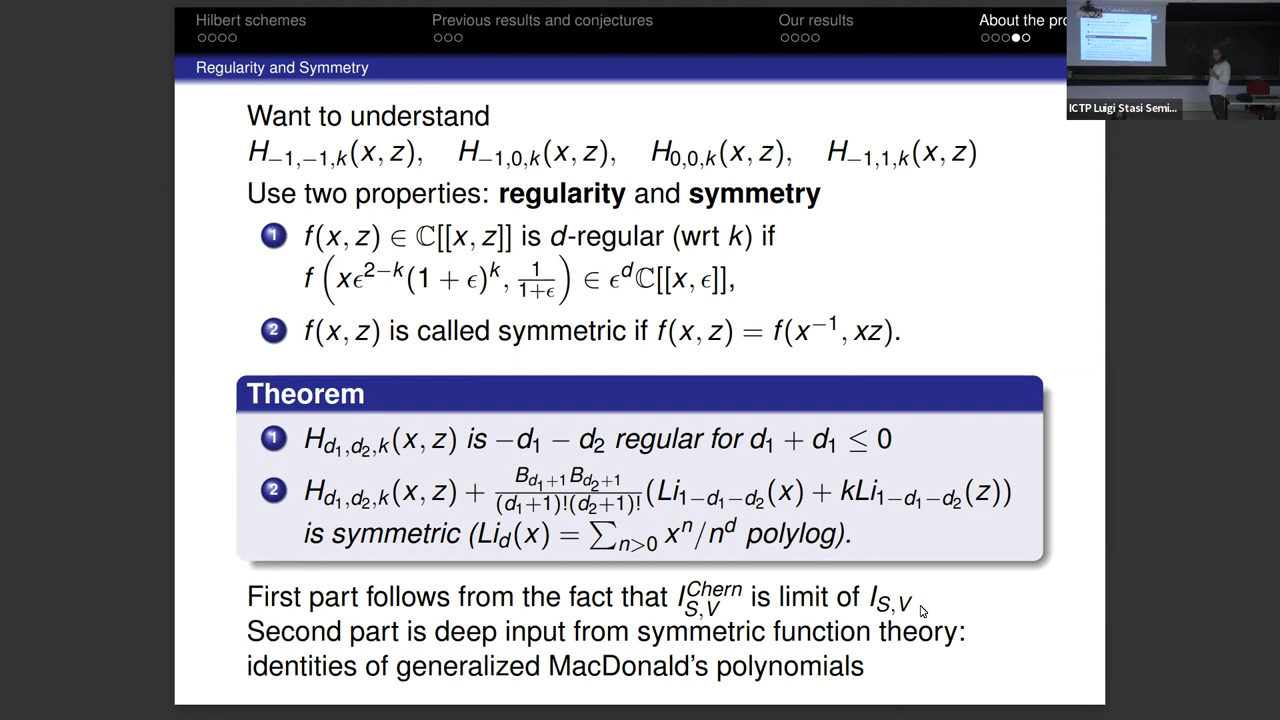 Hilbert schemes
Previous results and conjectures
Our results
About the pro
Regularity and Symmetry
Want to understand
H_{−1,−1,k}(x, z), H_{−1,0,k}(x, z), H_{0,0,k}(x, z), H_{−1,1,k}(x, z)
Use two properties: regularity and symmetry
1 f(x, z) ∈ ℂ[[x, z]] is d-regular (wrt k) if
f(xϵ^{2−k}(1 + ϵ)^k, 1/(1+ϵ)) ∈ ϵ^d ℂ[[x, ϵ]],
2 f(x, z) is called symmetric if f(x, z) = f(x^{−1}, xz).
Theorem
1 H_{d_1,d_2,k}(x, z) is −d_1 − d_2 regular for d_1 + d_1 ≤ 0
2 H_{d_1,d_2,k}(x, z) + \frac{B_{d_1+1}B_{d_2+1}}{(d_1+1)!(d_2+1)!}(Li_{1−d_1−d_2}(x) + kLi_{1−d_1−d_2}(z))
is symmetric (Li_d(x) = ∑_{n>0} x^n/n^d polylog).
First part follows from the fact that I_{S,V}^{Chern} is limit of I_{S,V}
Second part is deep input from symmetric function theory:
identities of generalized MacDonald's polynomials
ICTP Luigi Stasi Semi...